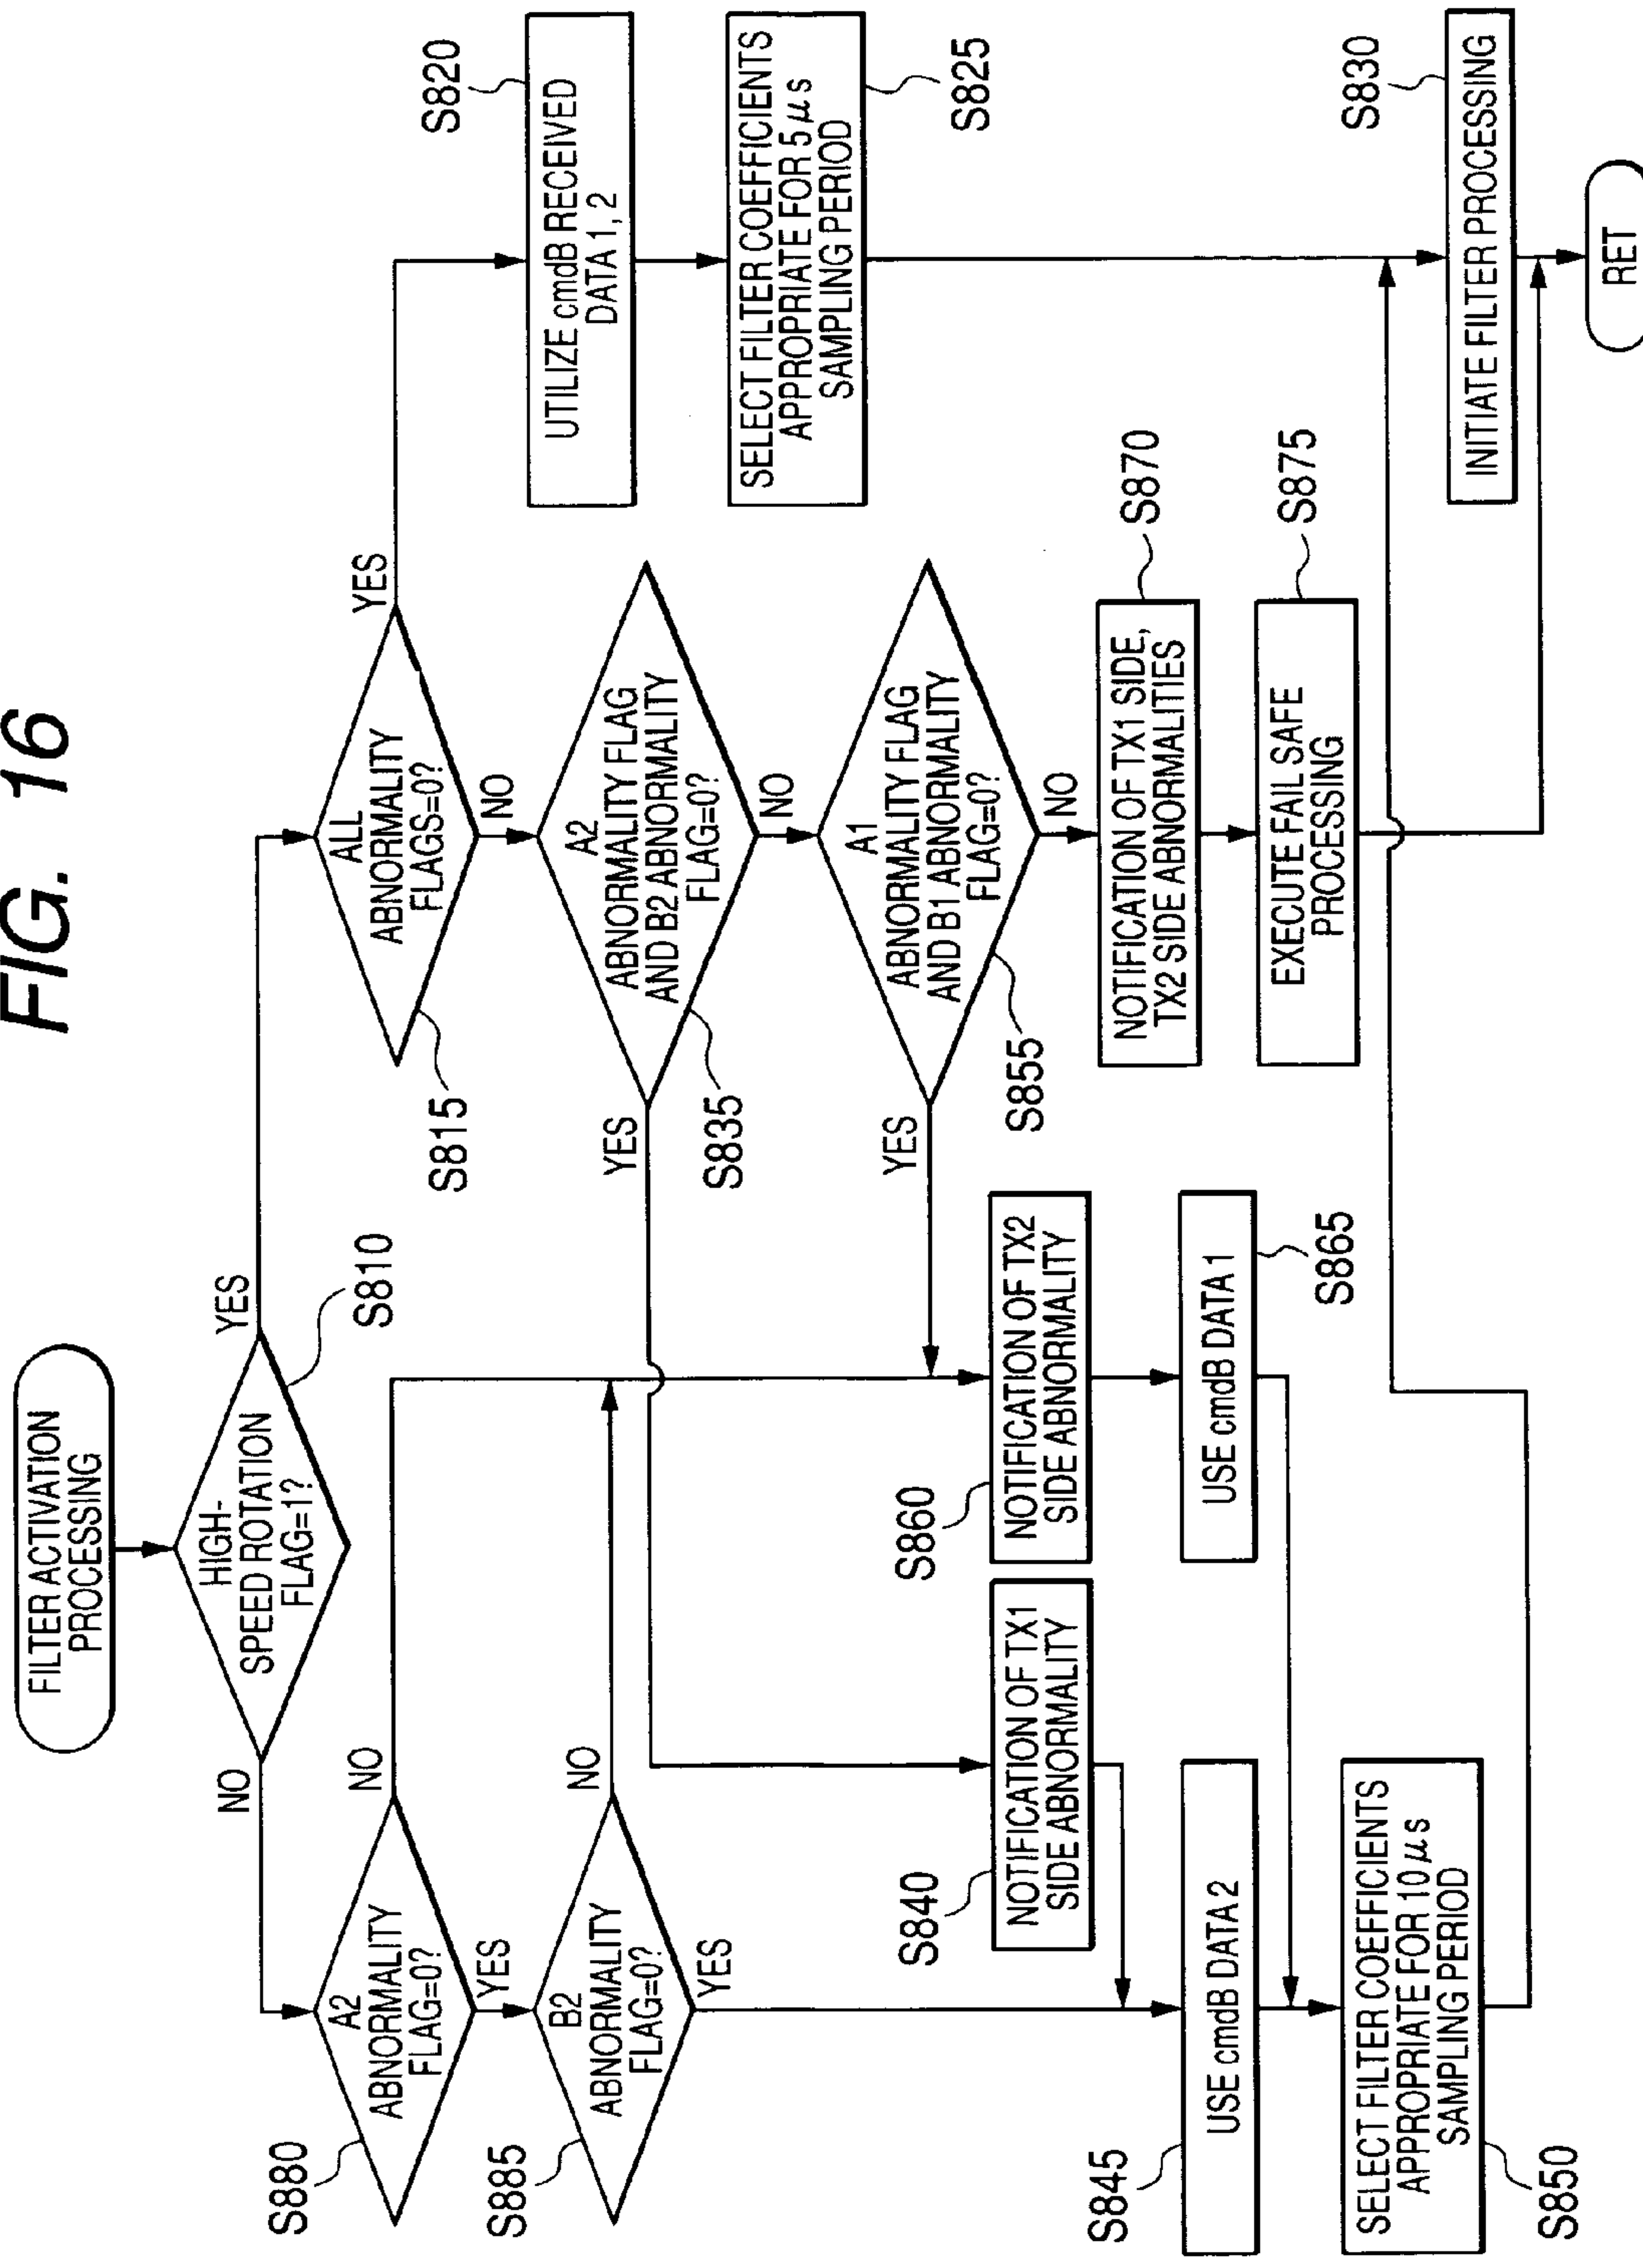 FIG. 16
FILTER ACTIVATION
PROCESSING
HIGH-
SPEED ROTATION
FLAG=1?
S810
YES
NO
ALL
ABNORMALITY
FLAGS=0?
S815
YES
NO
UTILIZE cmdB RECEIVED
DATA 1, 2
S820
SELECT FILTER COEFFICIENTS
APPROPRIATE FOR 5 μs
SAMPLING PERIOD
S825
A2
ABNORMALITY FLAG
AND B2 ABNORMALITY
FLAG=0?
S835
YES
NO
A1
ABNORMALITY FLAG
AND B1 ABNORMALITY
FLAG=0?
S855
YES
NO
NOTIFICATION OF TX1 SIDE,
TX2 SIDE ABNORMALITIES
S870
EXECUTE FAIL SAFE
PROCESSING
S875
A2
ABNORMALITY
FLAG=0?
S880
NO
YES
B2
ABNORMALITY
FLAG=0?
S885
NO
YES
NOTIFICATION OF TX1
SIDE ABNORMALITY
S840
NOTIFICATION OF TX2
SIDE ABNORMALITY
S860
USE cmdB DATA 2
S845
USE cmdB DATA 1
S865
SELECT FILTER COEFFICIENTS
APPROPRIATE FOR 10 μs
SAMPLING PERIOD
S850
INITIATE FILTER PROCESSING
S830
RET